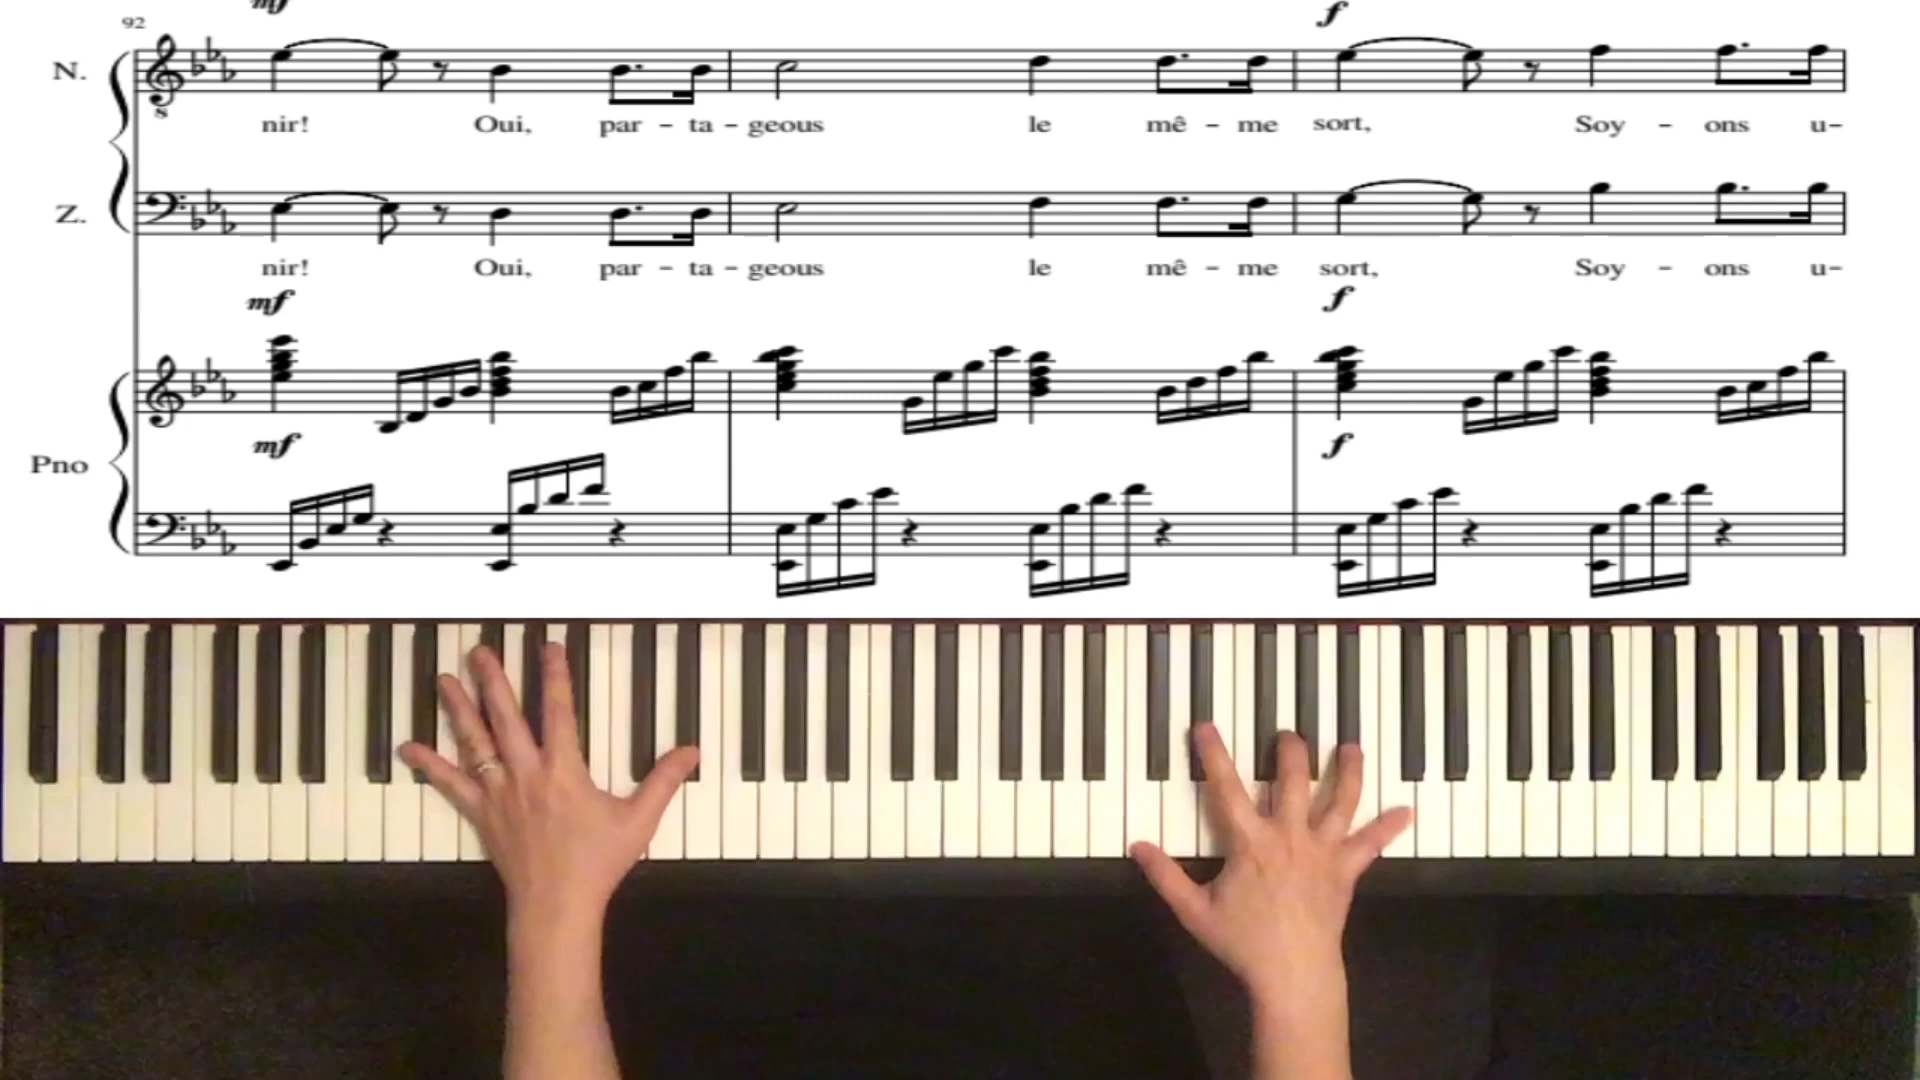 mf
92
f
N.
nir! Oui, par - ta - geous le mê - me sort, Soy - ons u-
Z.
nir! Oui, par - ta - geous le mê - me sort, Soy - ons u-
mf f
Pno
mf f